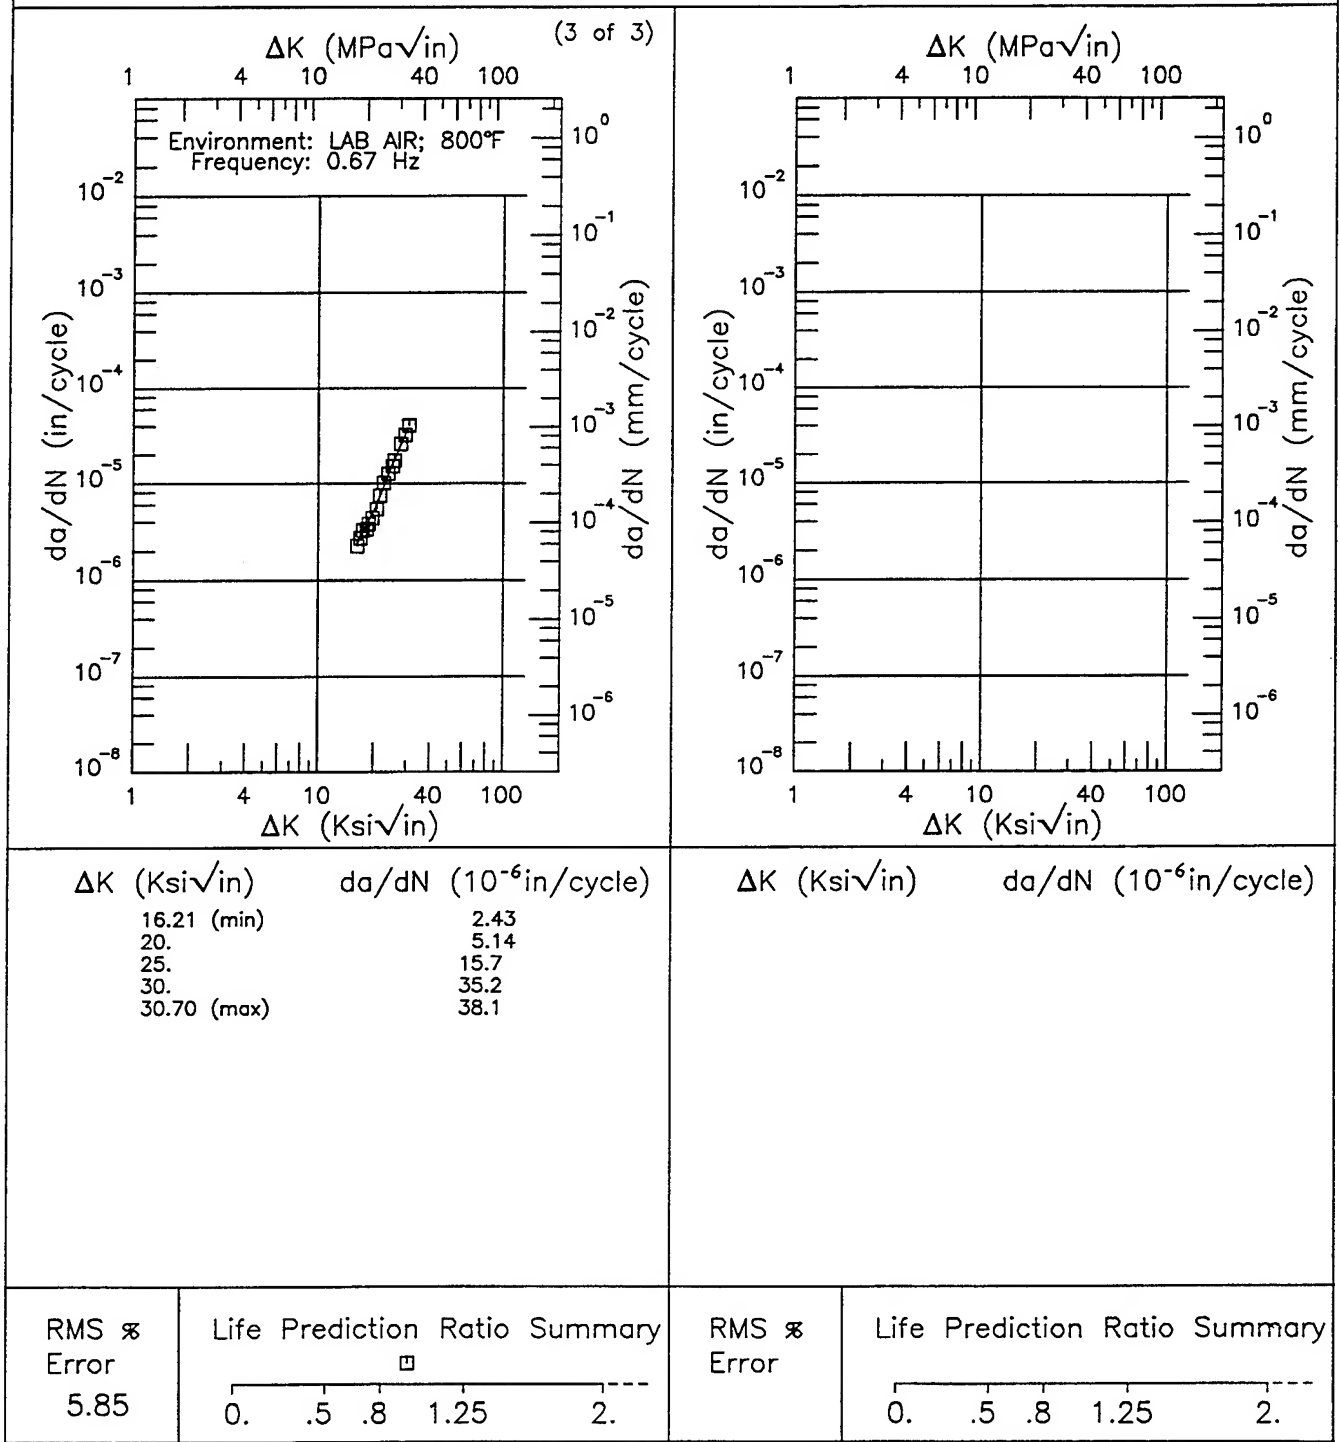 (3 of 3)
ΔK (MPa√in)
1 4 10 40 100
Environment: LAB AIR; 800°F
Frequency: 0.67 Hz
da/dN (in/cycle)
10⁻²
10⁻³
10⁻⁴
10⁻⁵
10⁻⁶
10⁻⁷
10⁻⁸
10⁰
10⁻¹
10⁻²
10⁻³
10⁻⁴
10⁻⁵
10⁻⁶
da/dN (mm/cycle)
1 4 10 40 100
ΔK (Ksi√in)
ΔK (MPa√in)
1 4 10 40 100
da/dN (in/cycle)
10⁻²
10⁻³
10⁻⁴
10⁻⁵
10⁻⁶
10⁻⁷
10⁻⁸
10⁰
10⁻¹
10⁻²
10⁻³
10⁻⁴
10⁻⁵
10⁻⁶
da/dN (mm/cycle)
1 4 10 40 100
ΔK (Ksi√in)
ΔK (Ksi√in) da/dN (10⁻⁶in/cycle)
16.21 (min) 2.43
20. 5.14
25. 15.7
30. 35.2
30.70 (max) 38.1
ΔK (Ksi√in) da/dN (10⁻⁶in/cycle)
RMS %
Error
5.85
Life Prediction Ratio Summary
0. .5 .8 1.25 2.
RMS %
Error
Life Prediction Ratio Summary
0. .5 .8 1.25 2.